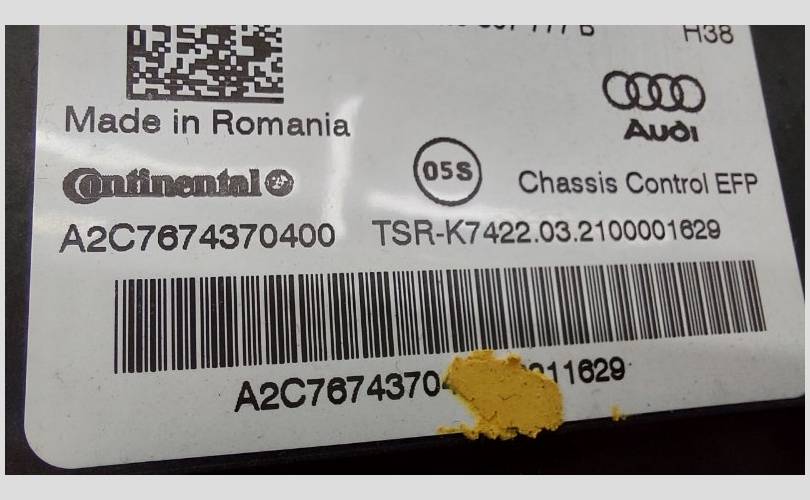 H38
Made in Romania
Audi
Continental
05S
Chassis Control EFP
A2C7674370400 TSR-K7422.03.2100001629